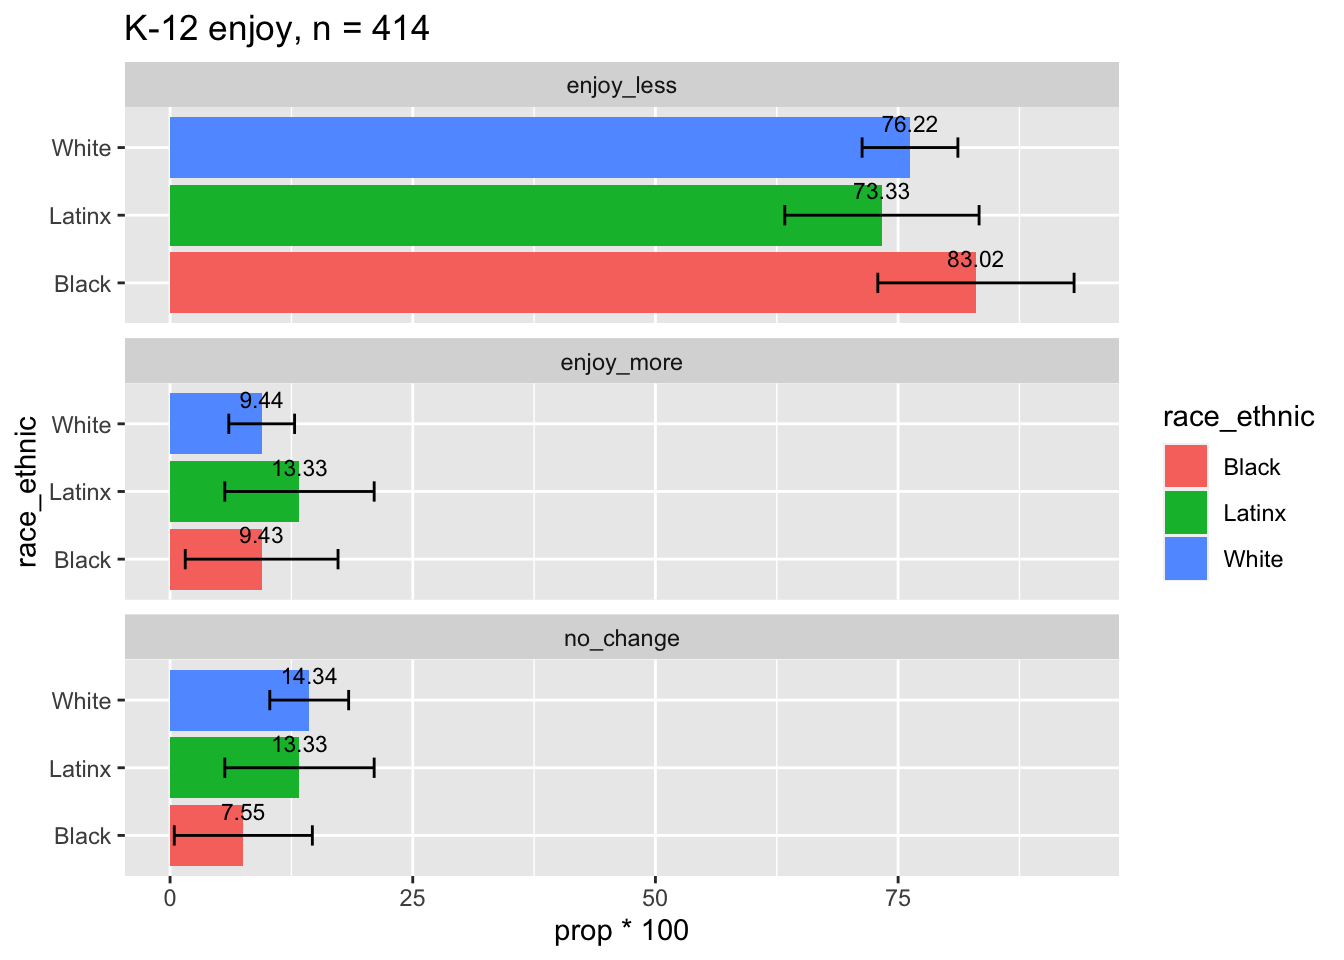 K-12 enjoy, n = 414
enjoy_less
White
76.22
Latinx
73.33
Black
83.02
enjoy_more
White
9.44
Latinx
13.33
Black
9.43
no_change
White
14.34
Latinx
13.33
Black
7.55
0 25 50 75
prop * 100
race_ethnic
race_ethnic
Black
Latinx
White